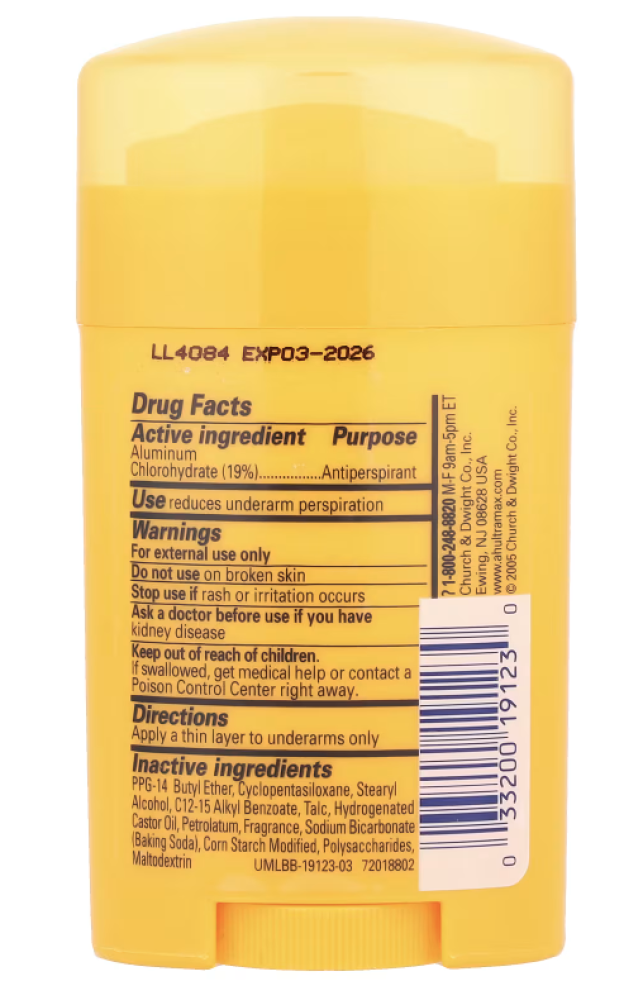 LL4084 EXP03-2026
Drug Facts
Active ingredient Purpose
Aluminum
Chlorohydrate (19%)................Antiperspirant
Use reduces underarm perspiration
Warnings
For external use only
Do not use on broken skin
Stop use if rash or irritation occurs
Ask a doctor before use if you have
kidney disease
Keep out of reach of children.
If swallowed, get medical help or contact a
Poison Control Center right away.
Directions
Apply a thin layer to underarms only
Inactive ingredients
PPG-14 Butyl Ether, Cyclopentasiloxane, Stearyl
Alcohol, C12-15 Alkyl Benzoate, Talc, Hydrogenated
Castor Oil, Petrolatum, Fragrance, Sodium Bicarbonate
(Baking Soda), Corn Starch Modified, Polysaccharides,
Maltodextrin UMLBB-19123-03 72018802
? 1-800-248-8820 M-F 9am-5pm ET
Church & Dwight Co., Inc.
Ewing, NJ 08628 USA
www.ahultramax.com
© 2005 Church & Dwight Co., Inc.
0 33200 19123 0